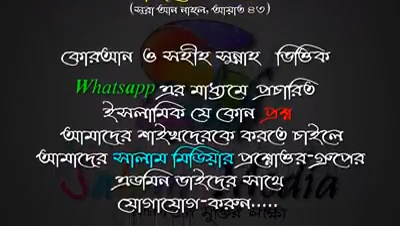 (সূরা আন নাহল, আয়াত ৪৩)
কোরআন ও সহীহ সুন্নাহ ভিত্তিক
Whatsapp এর মাধ্যমে প্রচারিত
ইসলামিক যে কোন প্রশ্ন
আমাদের শাইখদেরকে করতে চাইলে
আমাদের সালাম মিডিয়ার প্রশ্নোত্তর-গ্রুপের
এডমিন ভাইদের সাথে
যোগাযোগ-করুন.....